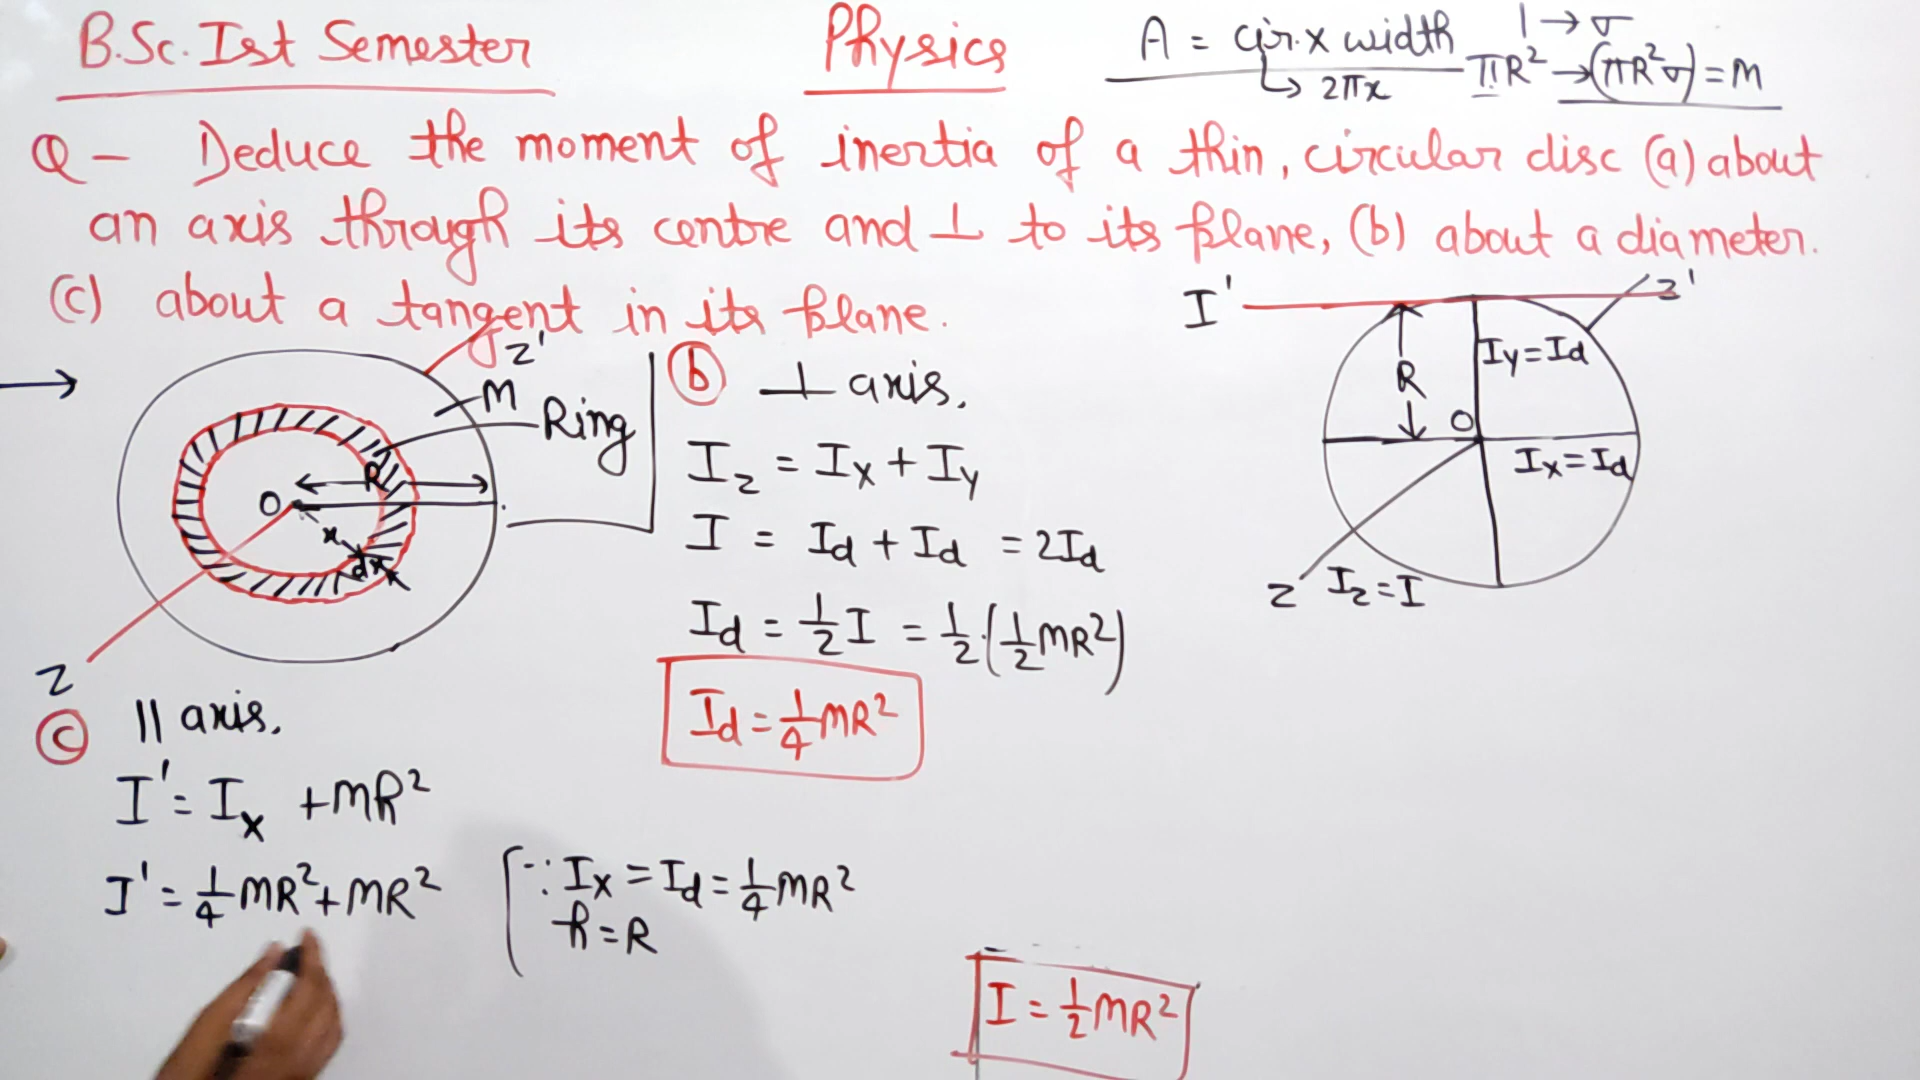 B.Sc. Ist Semester
Physics
A = cir. x width
↳ 2πx
1 → σ
πR² → (πR²σ) = M
Q – Deduce the moment of inertia of a thin, circular disc (a) about
an axis through its centre and ⊥ to its plane, (b) about a diameter.
(c) about a tangent in its plane.
→
Z'
M
Ring
R
O
x
dx
Z
(b) ⊥ axis.
Iz = Ix + Iy
I = Id + Id = 2Id
Id = 1/2 I = 1/2 · (1/2 MR²)
Id = 1/4 MR²
I'
Z'
Iy = Id
R
O
Ix = Id
Z
Iz = I
(c) || axis.
I' = Ix + MR²
I' = 1/4 MR² + MR²
[∵ Ix = Id = 1/4 MR²
h = R
I = 1/2 MR²